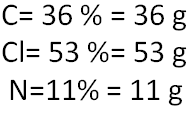 C= 36 % = 36 g
Cl= 53 %= 53 g
N=11% = 11 g